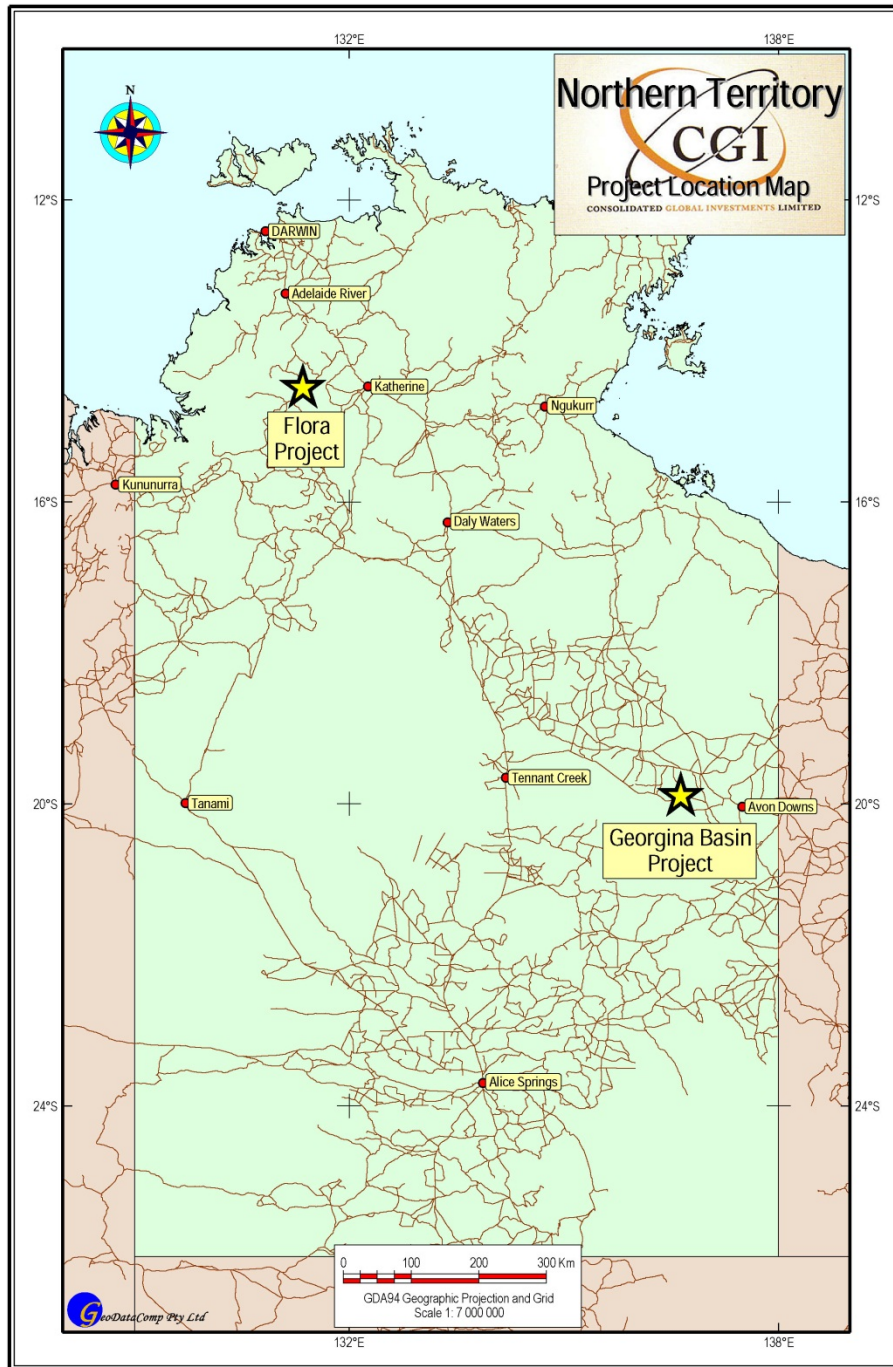 132°E
138°E
Northern Territory
CGI
Project Location Map
CONSOLIDATED GLOBAL INVESTMENTS LIMITED
12°S
DARWIN
Adelaide River
Katherine
Ngukurr
Flora
Project
Kununurra
16°S
16°S
Daly Waters
Tennant Creek
20°S
Tanami
Avon Downs
20°S
Georgina Basin
Project
Alice Springs
24°S
24°S
0 100 200 300 Km
GDA94 Geographic Projection and Grid
Scale 1: 7 000 000
GeoDataComp Pty Ltd
132°E
138°E